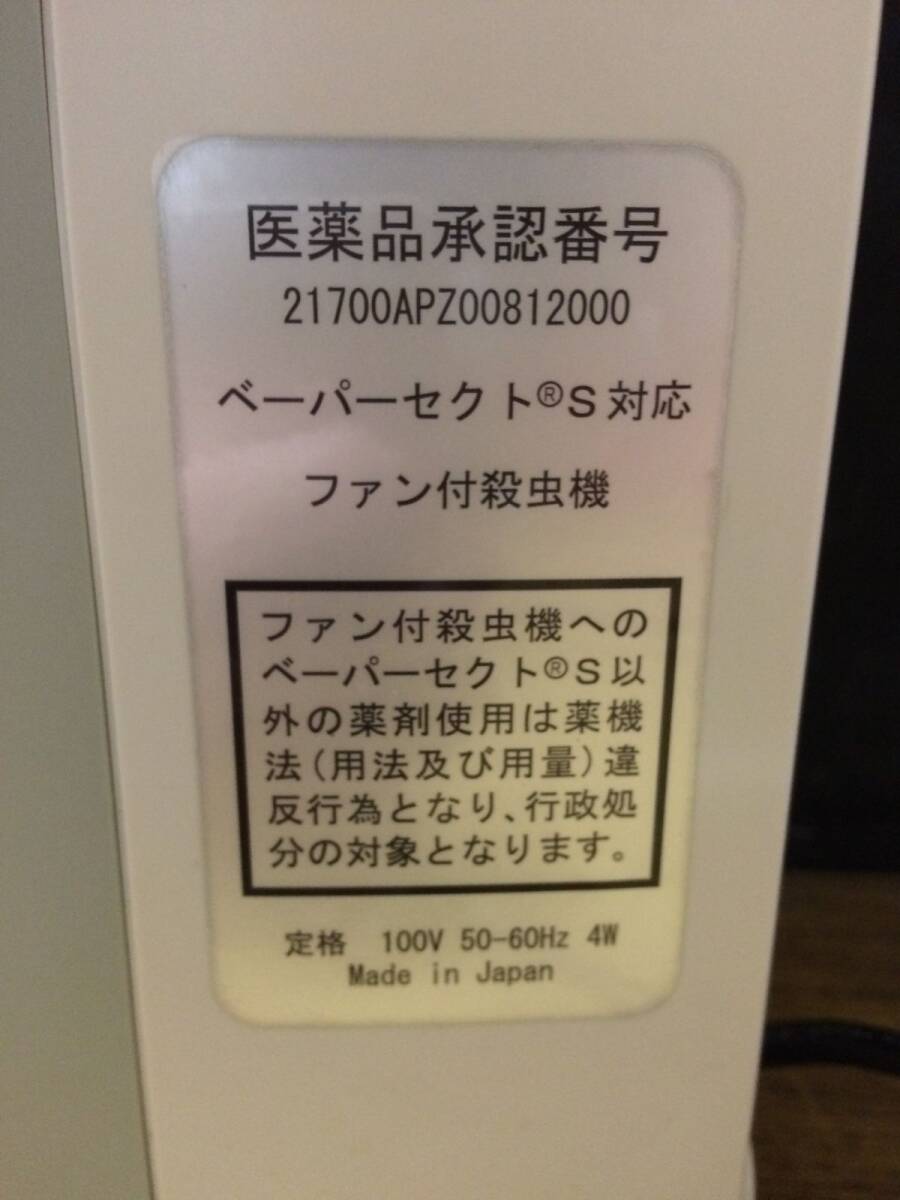 医薬品承認番号
21700APZ00812000
ベーパーセクト®S対応
ファン付殺虫機
ファン付殺虫機への
ベーパーセクト®S以
外の薬剤使用は薬機
法(用法及び用量)違
反行為となり、行政処
分の対象となります。
定格 100V 50-60Hz 4W
Made in Japan